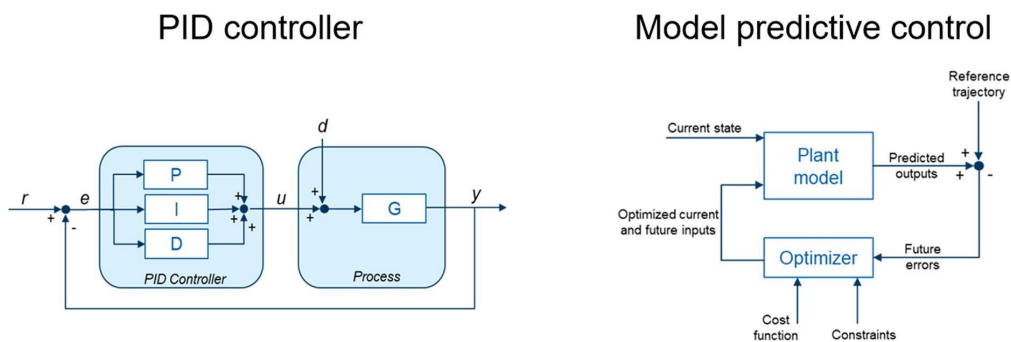 PID controller
r
+
-
e
P
I
D
+
+
+
PID Controller
u
d
+
+
G
Process
y
Model predictive control
Reference
trajectory
Current state
Plant
model
Predicted
outputs
+
+
-
Optimized current
and future inputs
Optimizer
Future
errors
Cost
function
Constraints